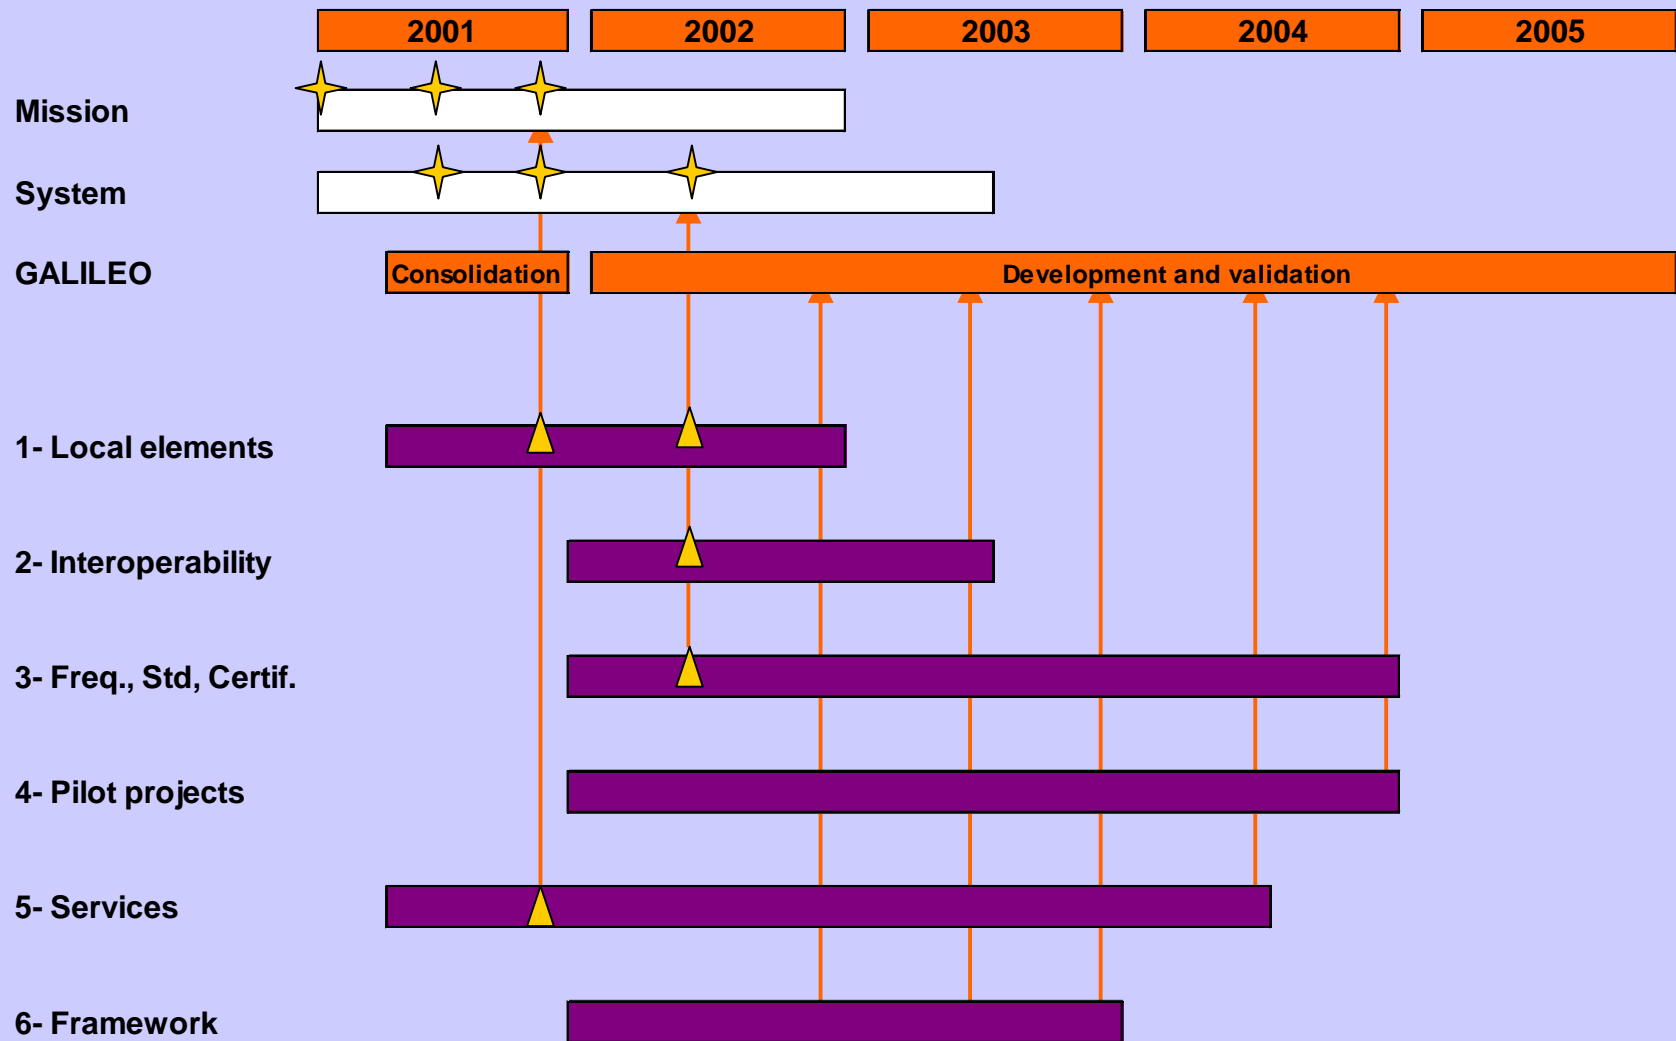 2001 2002 2003 2004 2005
Mission
System
GALILEO Consolidation Development and validation
1- Local elements
2- Interoperability
3- Freq., Std, Certif.
4- Pilot projects
5- Services
6- Framework